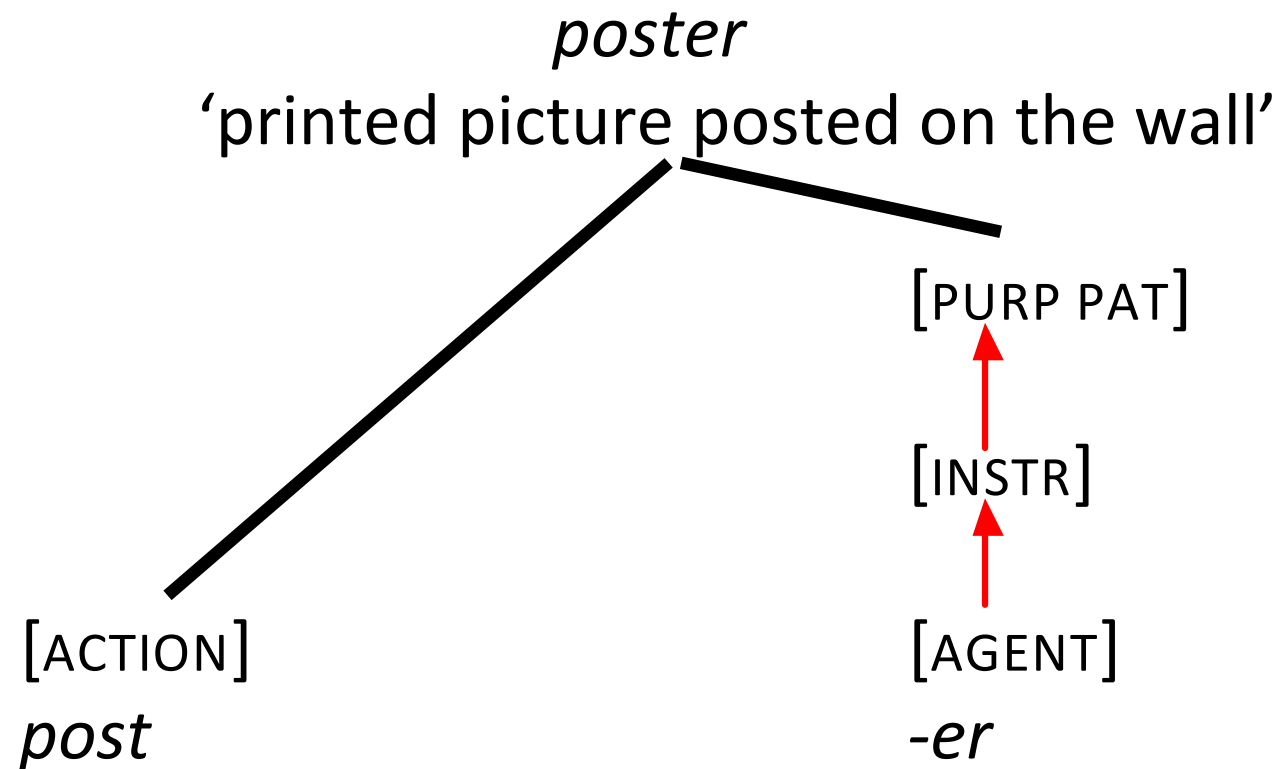 poster
‘printed picture posted on the wall’
[PURP PAT]
[INSTR]
[ACTION] [AGENT]
post -er